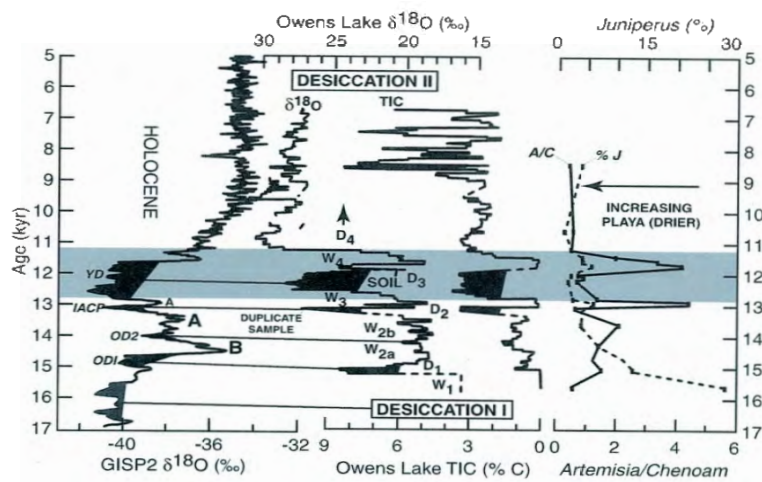 Owens Lake δ18O (‰)
Juniperus (°o)
30 25 20 15
0 15 30
5
6
7
8
9
10
11
12
13
14
15
16
17
Agc (kyr)
DESICCATION II
δ18O
TIC
HOLOCENE
A/C
% J
INCREASING
PLAYA (DRIER)
D4
W4
YD
SOIL
D3
W3
IACP
A
D2
A
DUPLICATE
SAMPLE
W2b
OD2
B
W2a
ODI
D1
W1
DESICCATION I
5
6
7
8
9
10
11
12
13
14
15
16
17
-40 -36 -32
9 6 3 0
0 2 4 6
GISP2 δ18O (‰)
Owens Lake TIC (% C)
Artemisia/Chenoam